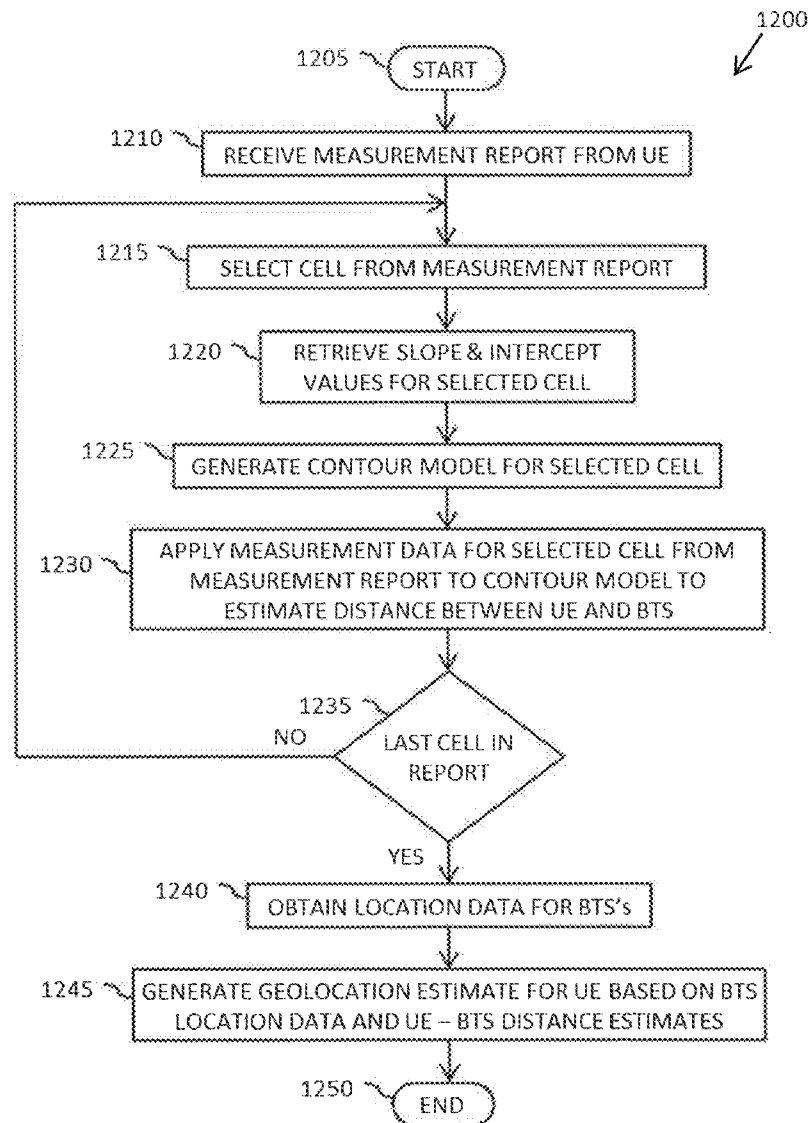 1200
1205
START
1210
RECEIVE MEASUREMENT REPORT FROM UE
1215
SELECT CELL FROM MEASUREMENT REPORT
1220
RETRIEVE SLOPE & INTERCEPT
VALUES FOR SELECTED CELL
1225
GENERATE CONTOUR MODEL FOR SELECTED CELL
1230
APPLY MEASUREMENT DATA FOR SELECTED CELL FROM
MEASUREMENT REPORT TO CONTOUR MODEL TO
ESTIMATE DISTANCE BETWEEN UE AND BTS
1235
NO
LAST CELL IN
REPORT
YES
1240
OBTAIN LOCATION DATA FOR BTS's
1245
GENERATE GEOLOCATION ESTIMATE FOR UE BASED ON BTS
LOCATION DATA AND UE – BTS DISTANCE ESTIMATES
1250
END